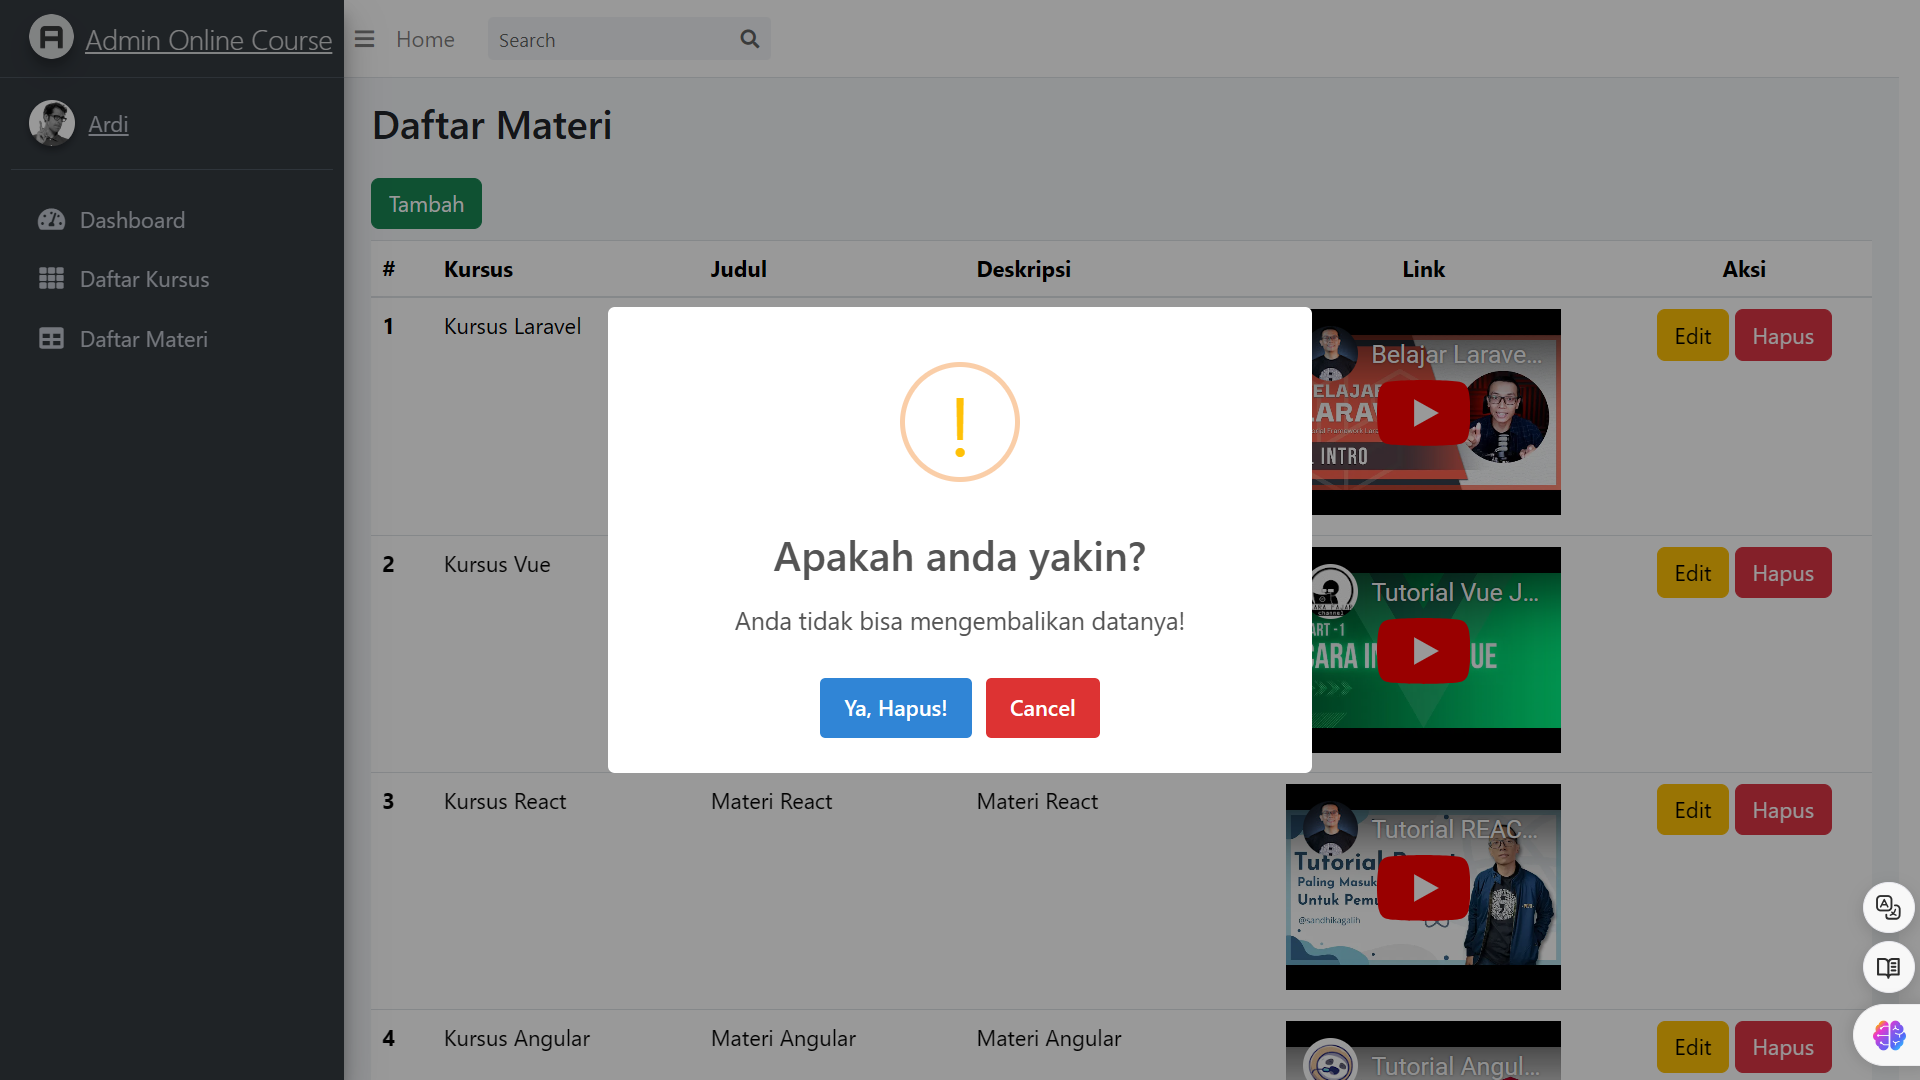 Admin Online Course
Home
Search
Ardi
Dashboard
Daftar Kursus
Daftar Materi
Daftar Materi
Tambah
# Kursus Judul Deskripsi Link Aksi
1 Kursus Laravel
Belajar Larave...
ELAJAR
INTRO
Edit Hapus
Apakah anda yakin?
Anda tidak bisa mengembalikan datanya!
Ya, Hapus! Cancel
2 Kursus Vue
Tutorial Vue J...
ART -1
UE
Edit Hapus
3 Kursus React Materi React Materi React
Tutorial REAC...
Tutorial
Paling Masuk
Untuk Pemu
@sandhikagalih
Edit Hapus
4 Kursus Angular Materi Angular Materi Angular
Tutorial Angul...
Edit Hapus